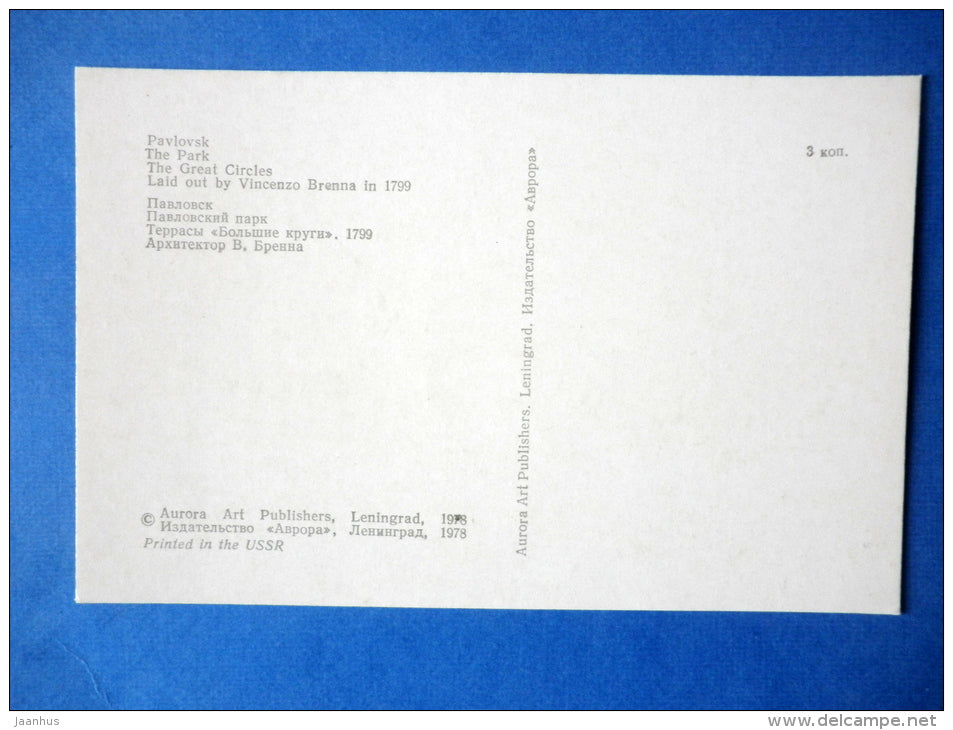 Pavlovsk
The Park
The Great Circles
Laid out by Vincenzo Brenna in 1799
Павловск
Павловский парк
Террасы «Большие круги». 1799
Архитектор В. Бренна
© Aurora Art Publishers, Leningrad, 1978
Издательство «Аврора», Ленинград, 1978
Printed in the USSR
Aurora Art Publishers. Leningrad. Издательство «Аврора»
3 коп.
jaanhus
www.delcampe.net